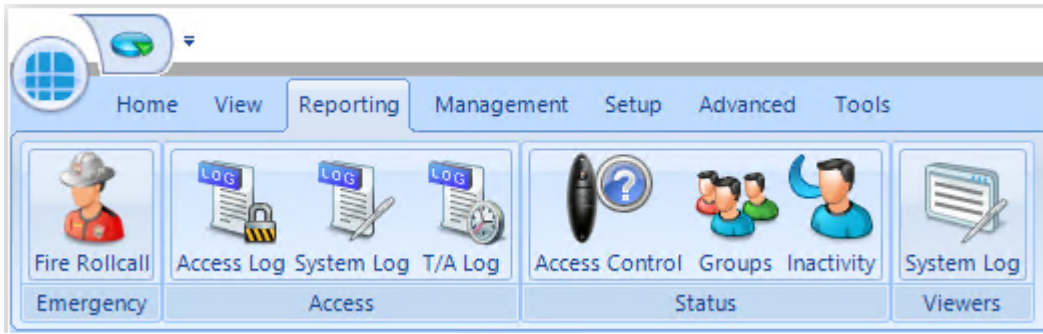 Home View Reporting Management Setup Advanced Tools
LOG LOG LOG
Fire Rollcall Access Log System Log T/A Log Access Control Groups Inactivity System Log
Emergency Access Status Viewers